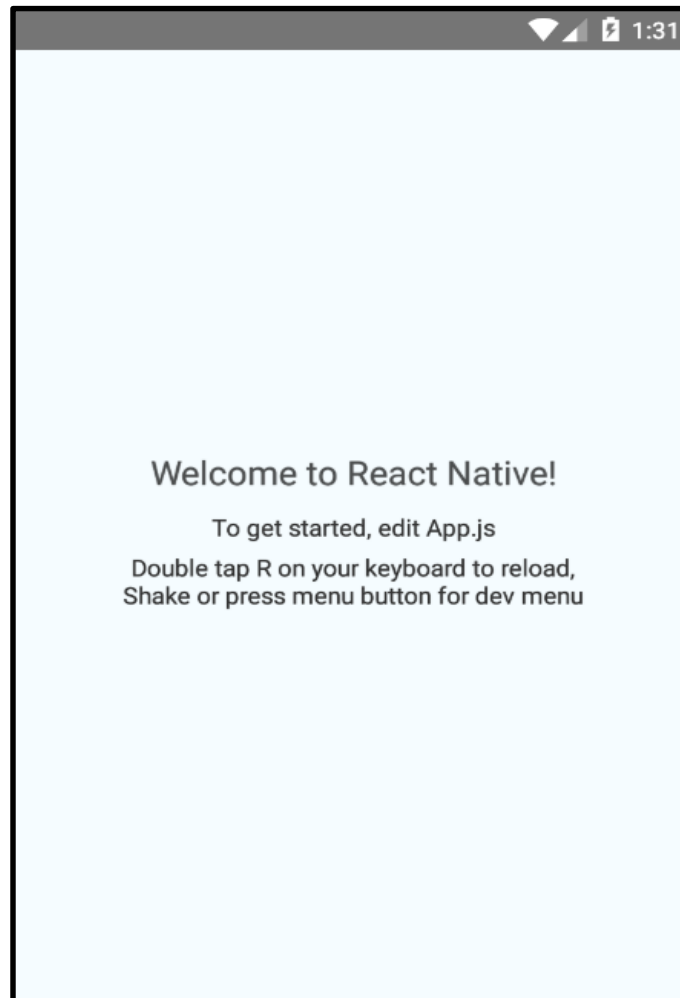 1:31
Welcome to React Native!
To get started, edit App.js
Double tap R on your keyboard to reload,
Shake or press menu button for dev menu